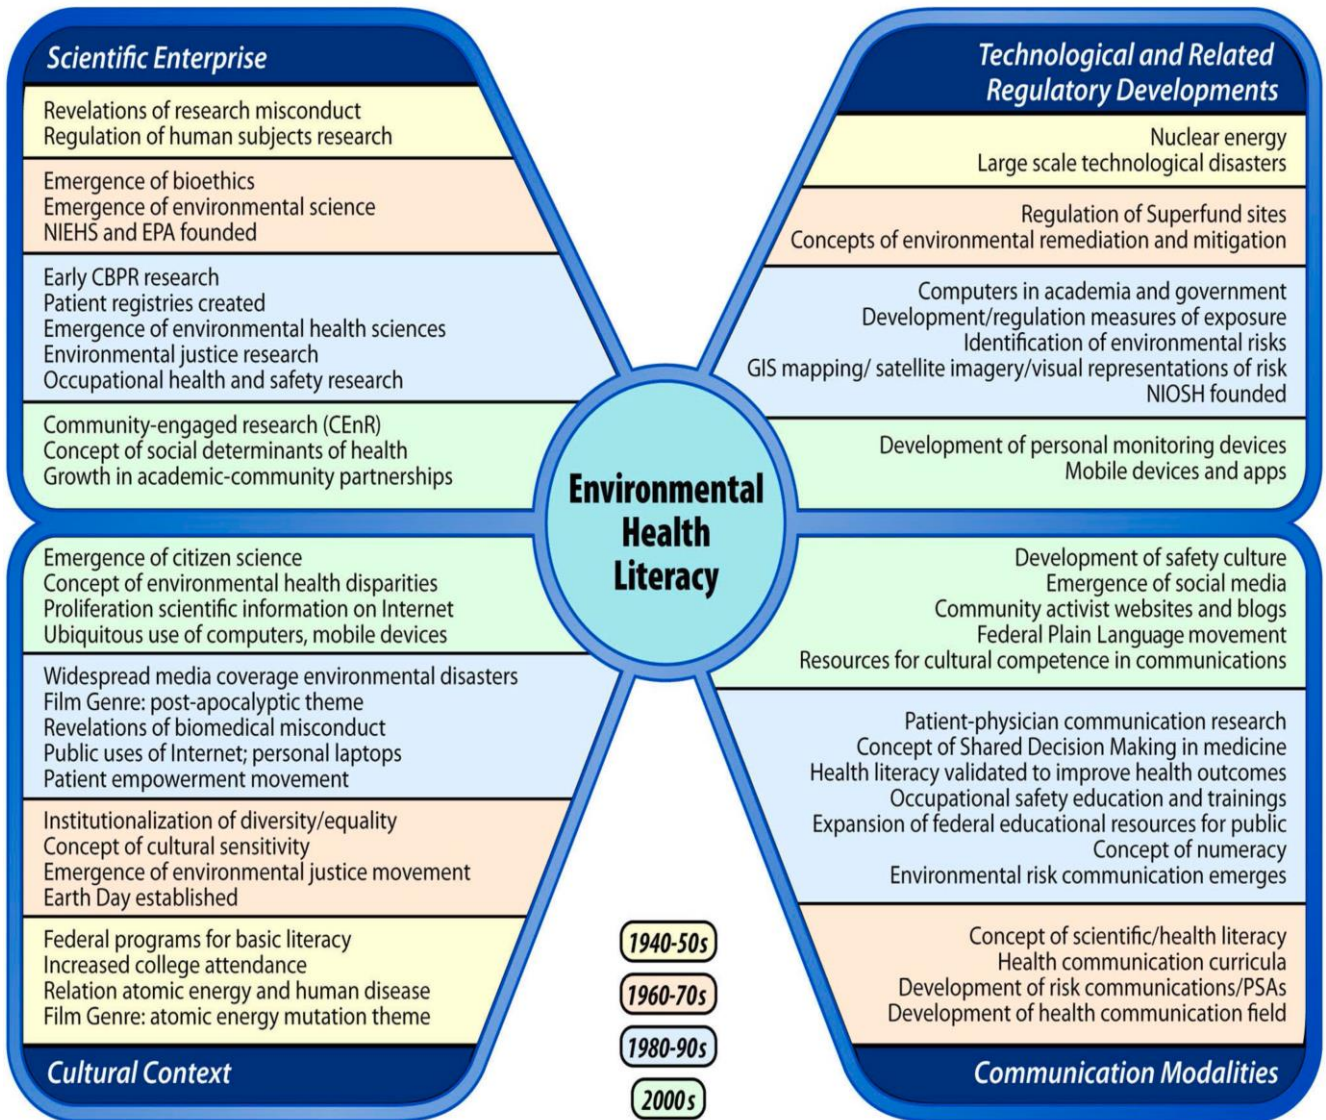 Scientific Enterprise
Revelations of research misconduct
Regulation of human subjects research
Emergence of bioethics
Emergence of environmental science
NIEHS and EPA founded
Early CBPR research
Patient registries created
Emergence of environmental health sciences
Environmental justice research
Occupational health and safety research
Community-engaged research (CEnR)
Concept of social determinants of health
Growth in academic-community partnerships
Technological and Related
Regulatory Developments
Nuclear energy
Large scale technological disasters
Regulation of Superfund sites
Concepts of environmental remediation and mitigation
Computers in academia and government
Development/regulation measures of exposure
Identification of environmental risks
GIS mapping/ satellite imagery/visual representations of risk
NIOSH founded
Development of personal monitoring devices
Mobile devices and apps
Environmental
Health
Literacy
Emergence of citizen science
Concept of environmental health disparities
Proliferation scientific information on Internet
Ubiquitous use of computers, mobile devices
Widespread media coverage environmental disasters
Film Genre: post-apocalyptic theme
Revelations of biomedical misconduct
Public uses of Internet; personal laptops
Patient empowerment movement
Institutionalization of diversity/equality
Concept of cultural sensitivity
Emergence of environmental justice movement
Earth Day established
Federal programs for basic literacy
Increased college attendance
Relation atomic energy and human disease
Film Genre: atomic energy mutation theme
Cultural Context
Development of safety culture
Emergence of social media
Community activist websites and blogs
Federal Plain Language movement
Resources for cultural competence in communications
Patient-physician communication research
Concept of Shared Decision Making in medicine
Health literacy validated to improve health outcomes
Occupational safety education and trainings
Expansion of federal educational resources for public
Concept of numeracy
Environmental risk communication emerges
Concept of scientific/health literacy
Health communication curricula
Development of risk communications/PSAs
Development of health communication field
Communication Modalities
1940-50s
1960-70s
1980-90s
2000s